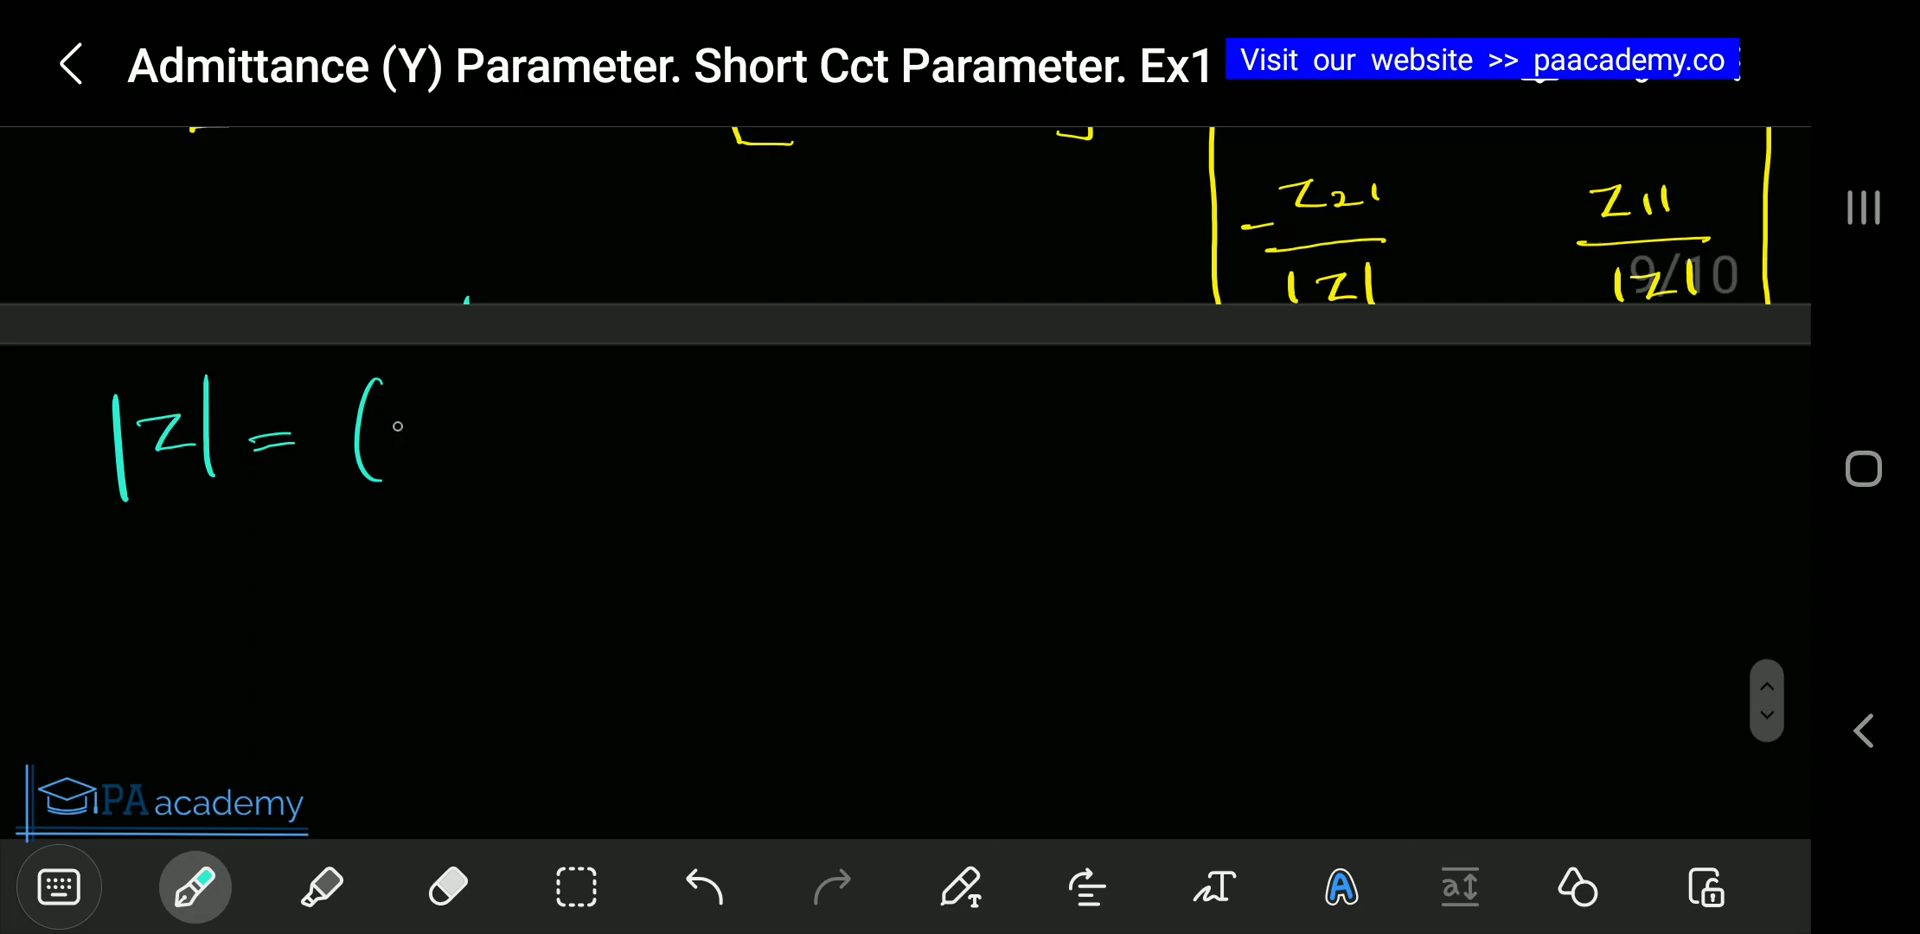 Admittance (Y) Parameter. Short Cct Parameter. Ex1
Visit our website >> paacademy.co
-Z21/|Z| Z11/|Z|
9/10
|Z| = (
PA academy